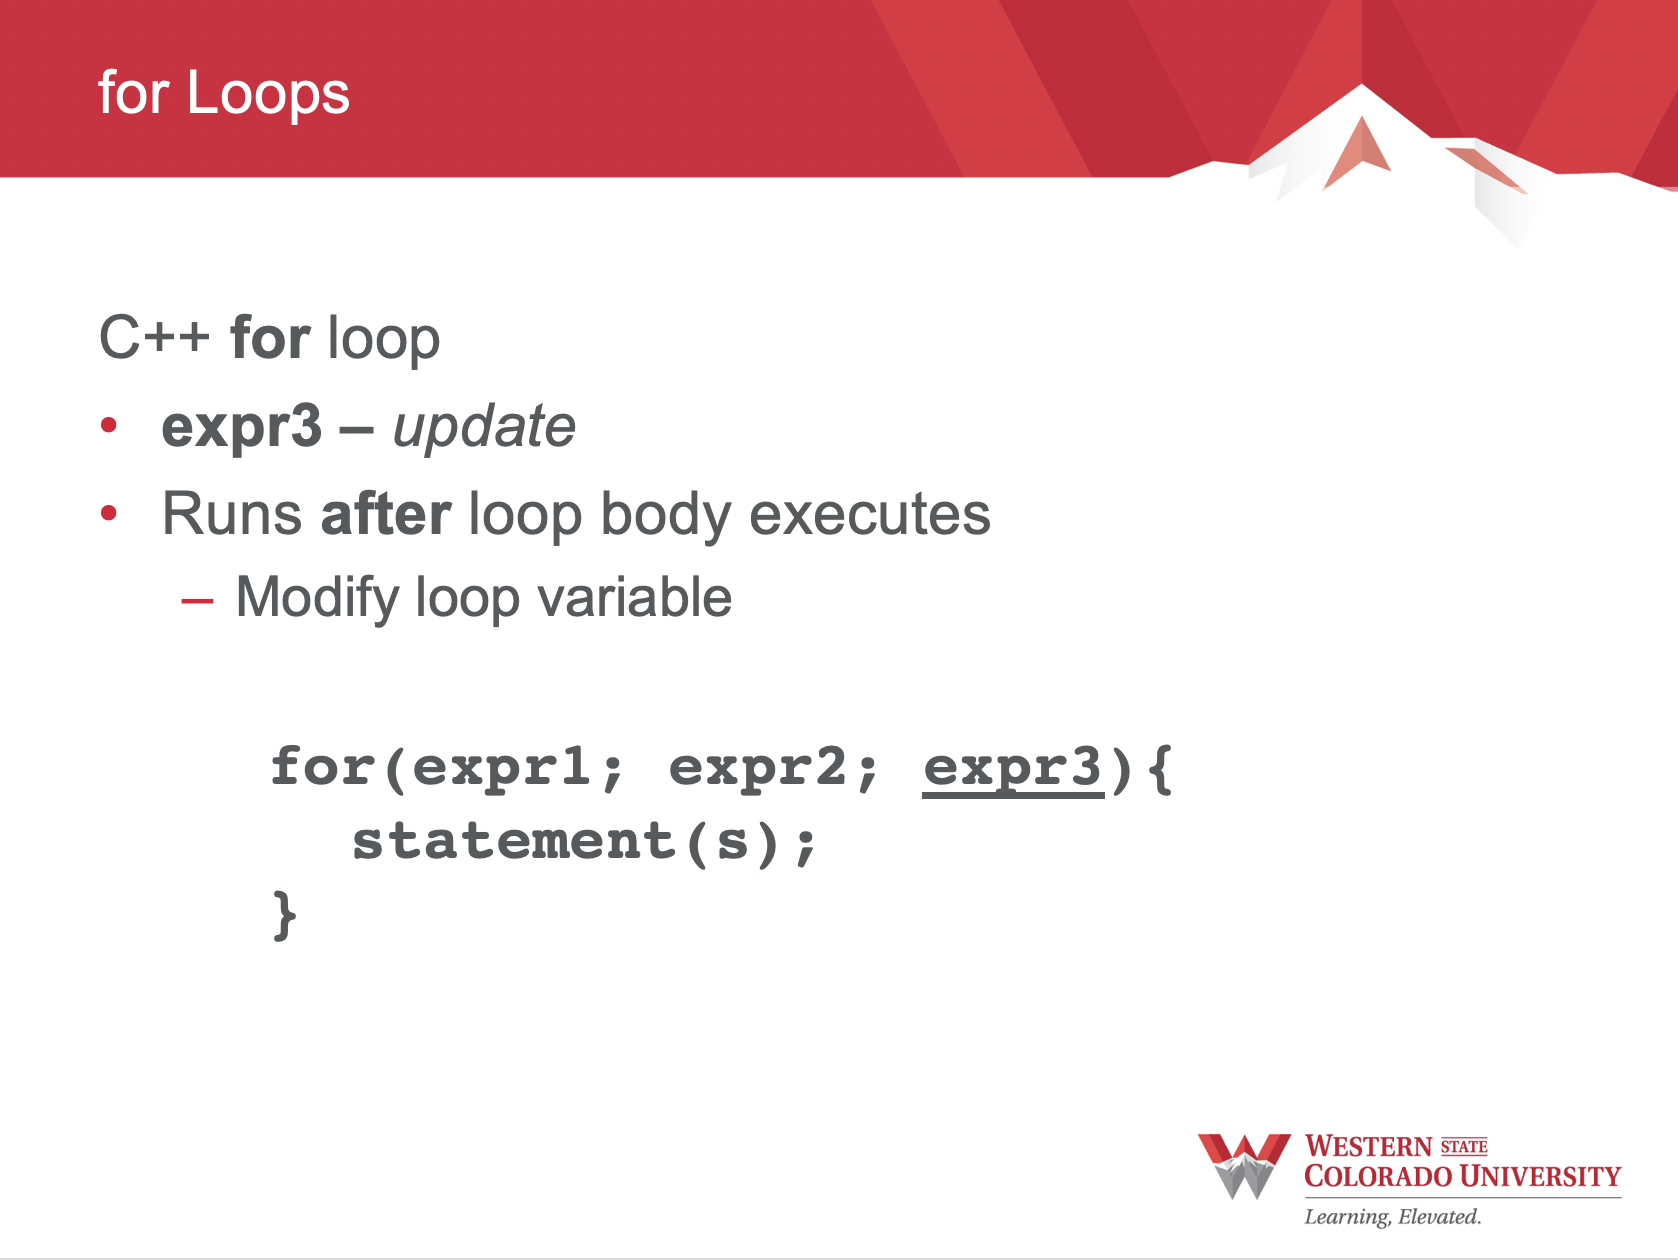 for Loops
C++ for loop
• expr3 – update
• Runs after loop body executes
– Modify loop variable
for(expr1; expr2; expr3){
statement(s);
}
WESTERN STATE
COLORADO UNIVERSITY
Learning, Elevated.